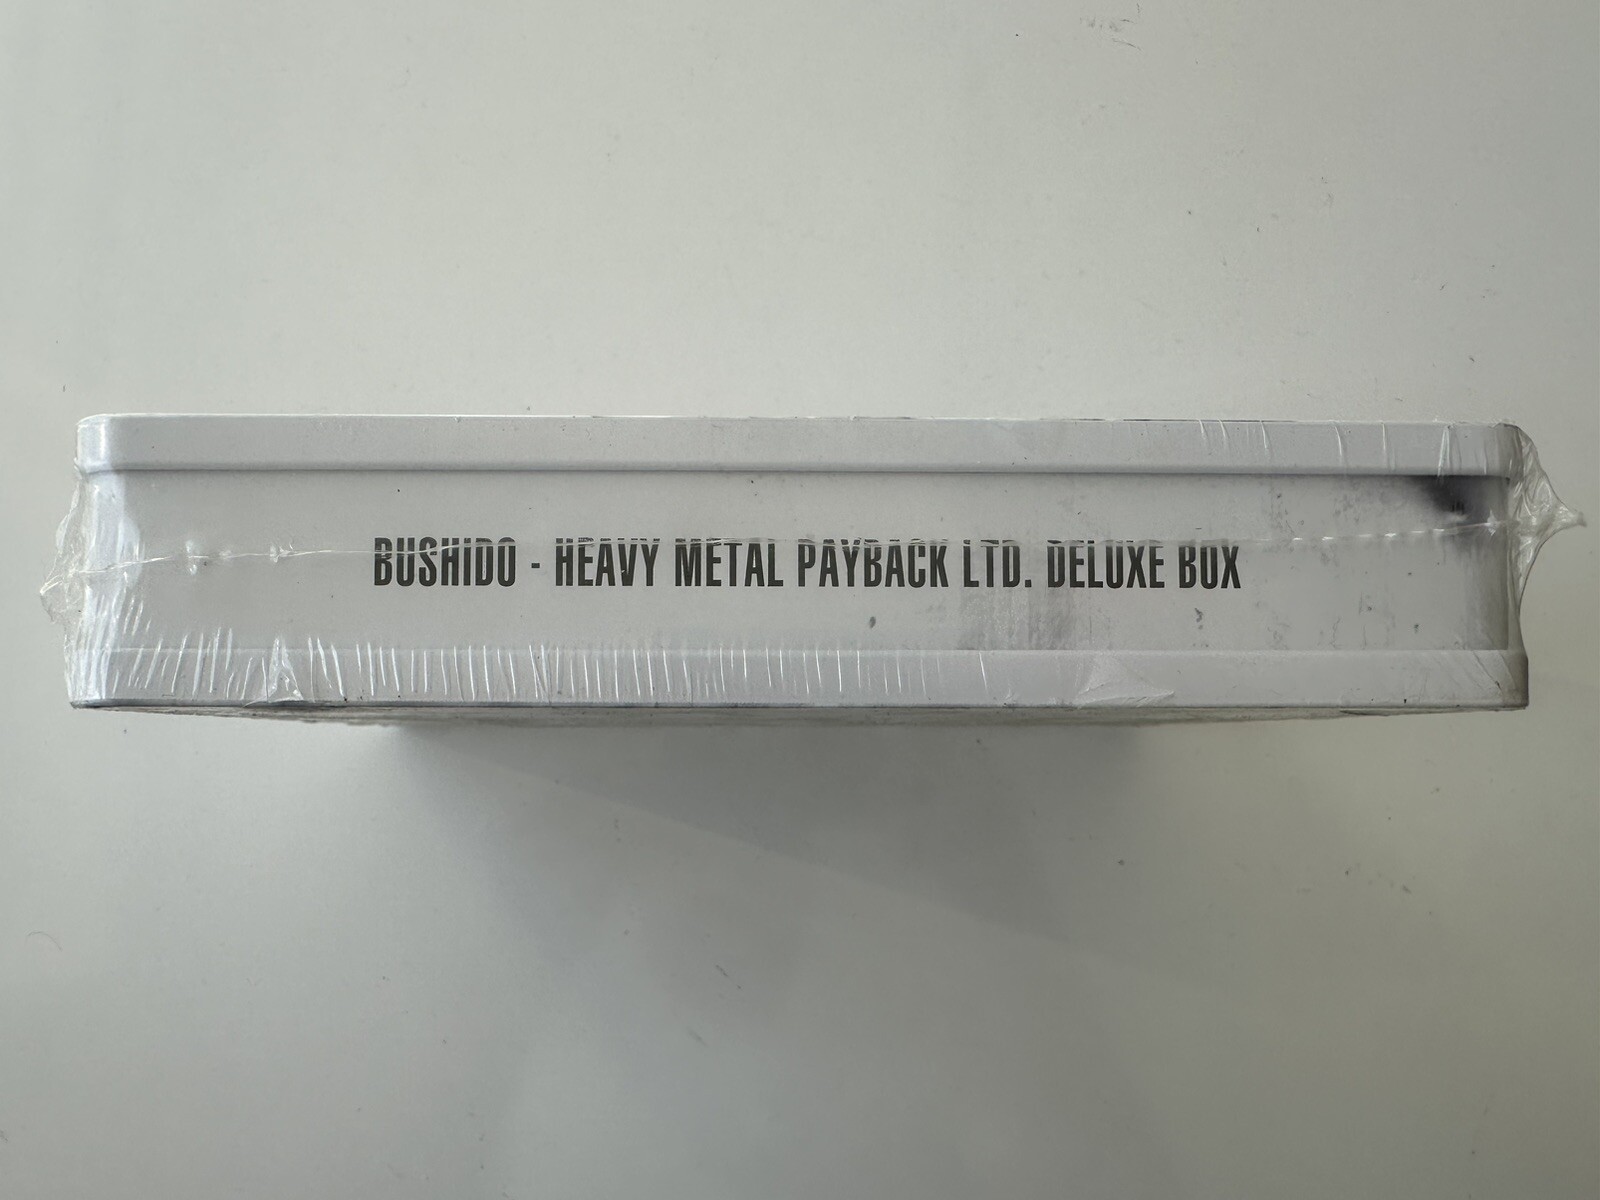 BUSHIDO - HEAVY METAL PAYBACK LTD. DELUXE BOX